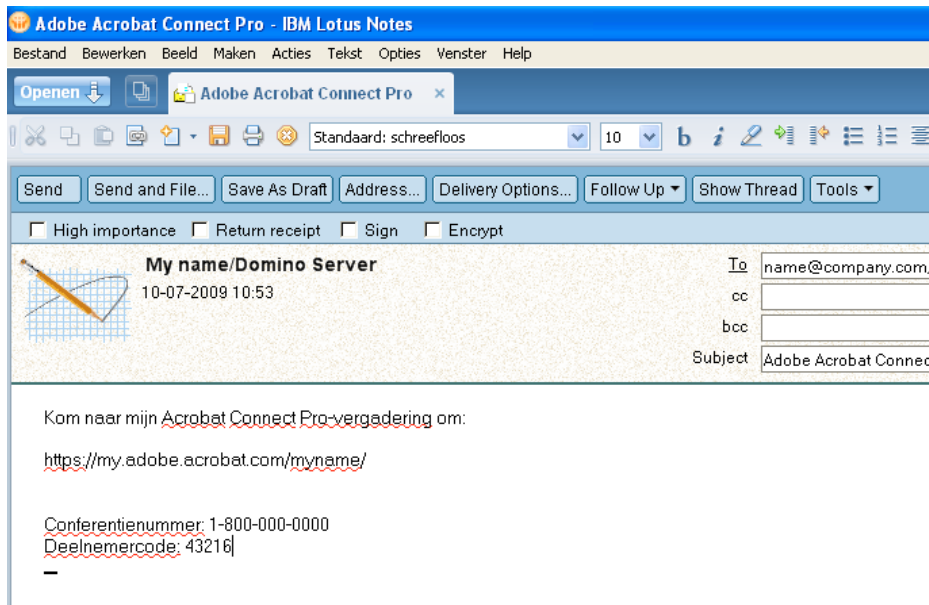 Adobe Acrobat Connect Pro - IBM Lotus Notes
Bestand Bewerken Beeld Maken Acties Tekst Opties Venster Help
Openen Adobe Acrobat Connect Pro
Standaard: schreefloos 10 b i
Send Send and File... Save As Draft Address... Delivery Options... Follow Up Show Thread Tools
High importance Return receipt Sign Encrypt
My name/Domino Server
10-07-2009 10:53
To name@company.com,
cc
bcc
Subject Adobe Acrobat Connec
Kom naar mijn Acrobat Connect Pro-vergadering om:
https://my.adobe.acrobat.com/myname/
Conferentienummer: 1-800-000-0000
Deelnemercode: 43216